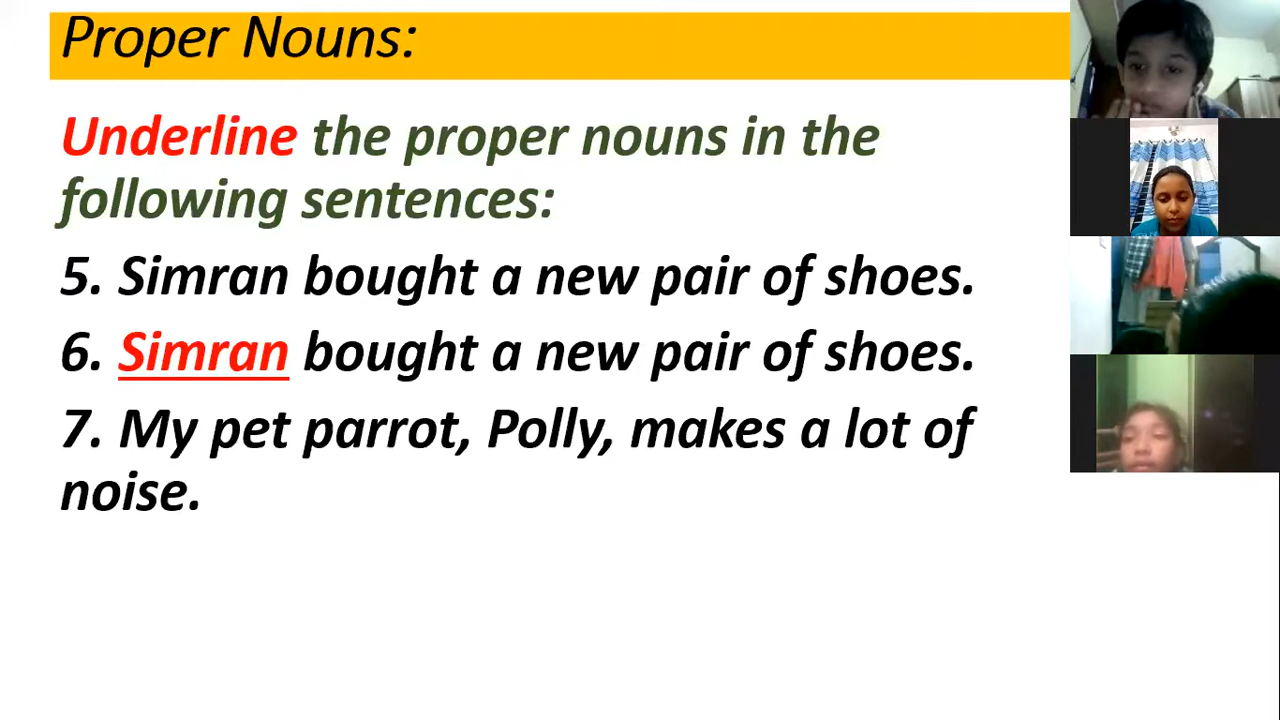 Proper Nouns:
Underline the proper nouns in the
following sentences:
5. Simran bought a new pair of shoes.
6. Simran bought a new pair of shoes.
7. My pet parrot, Polly, makes a lot of
noise.